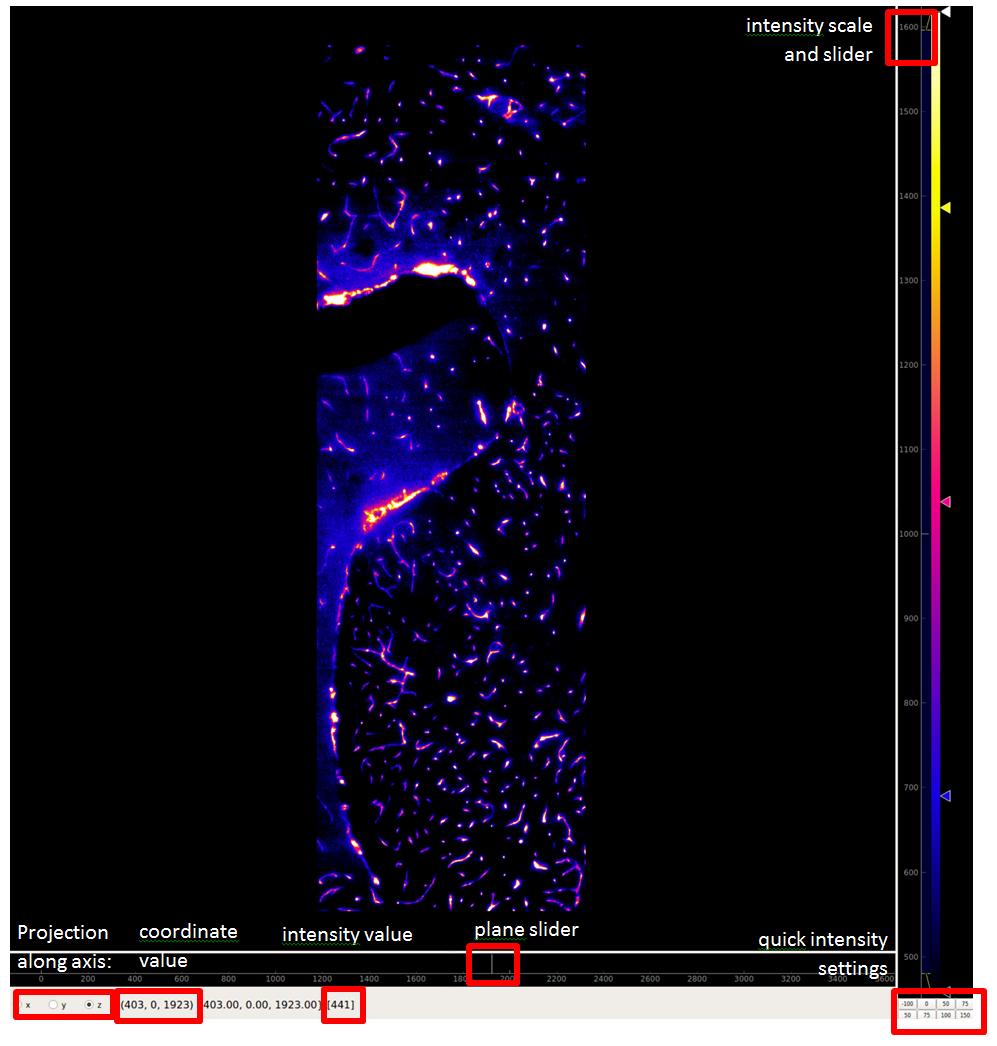 intensity scale
and slider
1600
1500
1400
1300
1200
1100
1000
900
800
700
600
500
Projection
along axis:
coordinate
value
intensity value
plane slider
quick intensity
settings
0 200 400 600 800 1000 1200 1400 1600 2000 2200 2400 2600 2800 3000 3200 3400 3600
x y z (403, 0, 1923) 403.00, 0.00, 1923.00] [441]
-100 0 50 75
50 75 100 150